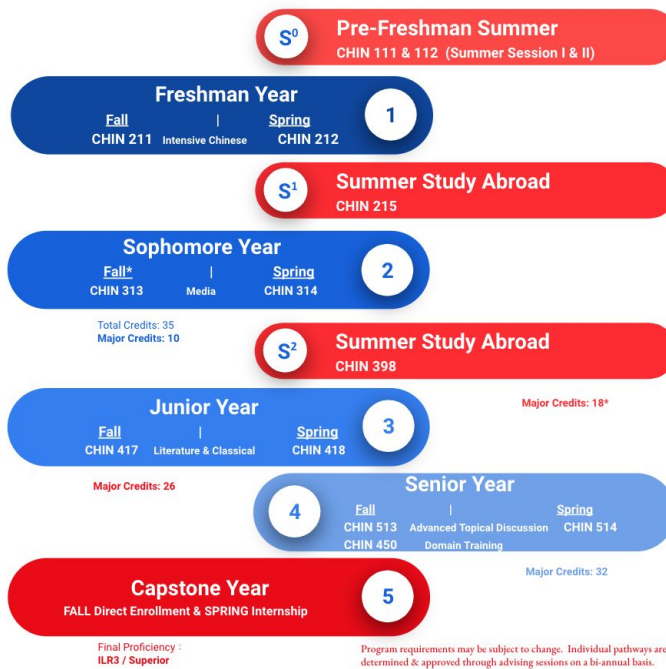 S⁰
Pre-Freshman Summer
CHIN 111 & 112 (Summer Session I & II)
Freshman Year
1
Fall | Spring
CHIN 211 Intensive Chinese CHIN 212
S¹
Summer Study Abroad
CHIN 215
Sophomore Year
2
Fall* | Spring
CHIN 313 Media CHIN 314
Total Credits: 35
Major Credits: 10
S²
Summer Study Abroad
CHIN 398
Major Credits: 18*
Junior Year
3
Fall | Spring
CHIN 417 Literature & Classical CHIN 418
Major Credits: 26
Senior Year
4
Fall | Spring
CHIN 513 Advanced Topical Discussion CHIN 514
CHIN 450 Domain Training
Major Credits: 32
Capstone Year
5
FALL Direct Enrollment & SPRING Internship
Final Proficiency :
ILR3 / Superior
Program requirements may be subject to change. Individual pathways are
determined & approved through advising sessions on a bi-annual basis.